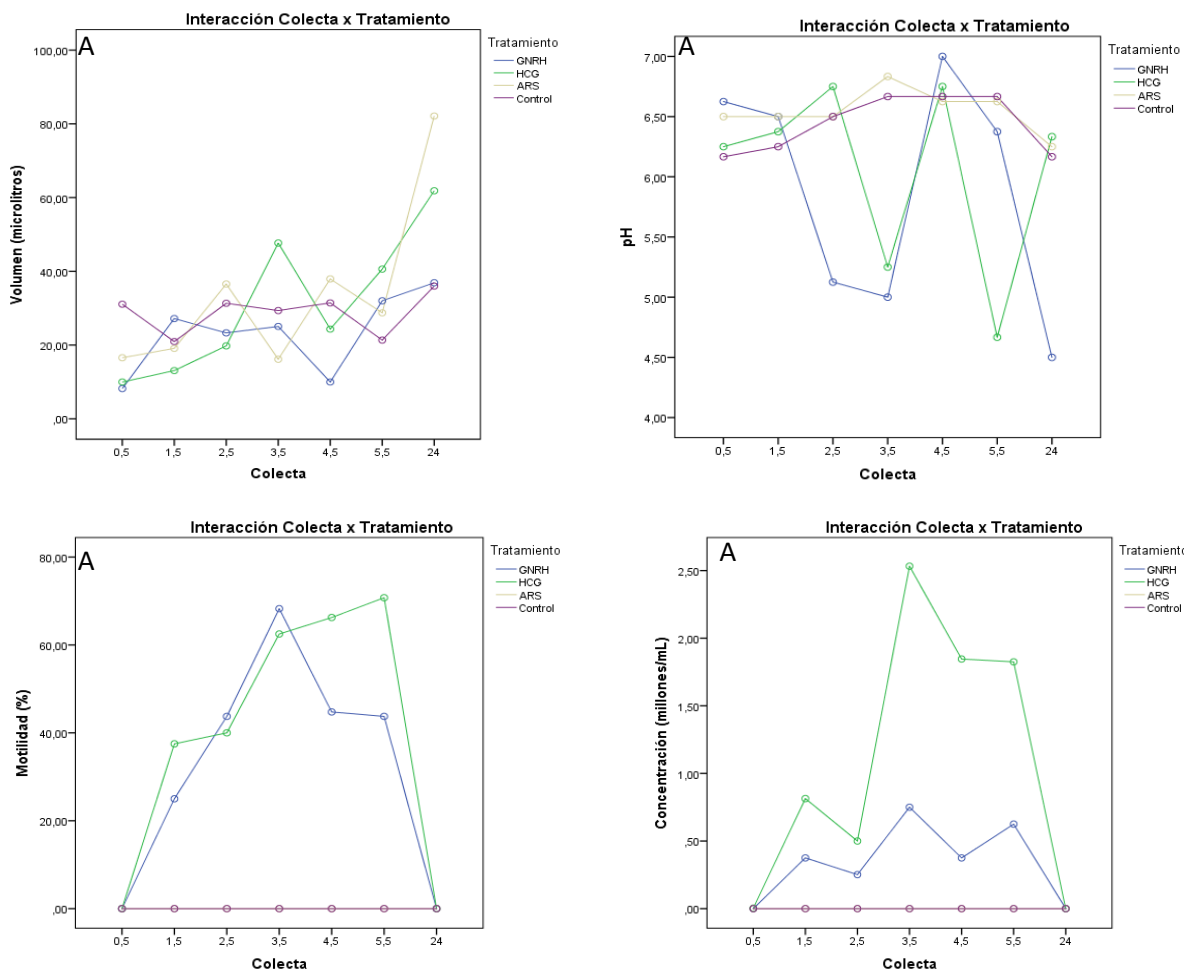 Interacción Colecta x Tratamiento
A
Tratamiento
GNRH
HCG
ARS
Control
Volumen (microlitros)
100,00
80,00
60,00
40,00
20,00
,00
0,5 1,5 2,5 3,5 4,5 5,5 24
Colecta
Interacción Colecta x Tratamiento
A
Tratamiento
GNRH
HCG
ARS
Control
pH
7,00
6,50
6,00
5,50
5,00
4,50
4,00
0,5 1,5 2,5 3,5 4,5 5,5 24
Colecta
Interacción Colecta x Tratamiento
A
Tratamiento
GNRH
HCG
ARS
Control
Motilidad (%)
80,00
60,00
40,00
20,00
,00
0,5 1,5 2,5 3,5 4,5 5,5 24
Colecta
Interacción Colecta x Tratamiento
A
Tratamiento
GNRH
HCG
ARS
Control
Concentración (millones/mL)
2,50
2,00
1,50
1,00
,50
,00
0,5 1,5 2,5 3,5 4,5 5,5 24
Colecta